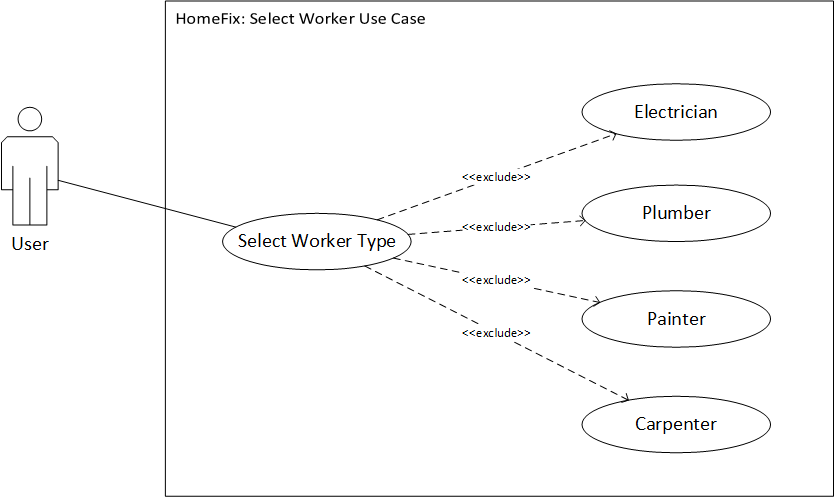 HomeFix: Select Worker Use Case
Electrician
<<exclude>>
Plumber
<<exclude>>
User
Select Worker Type
<<exclude>>
Painter
<<exclude>>
Carpenter